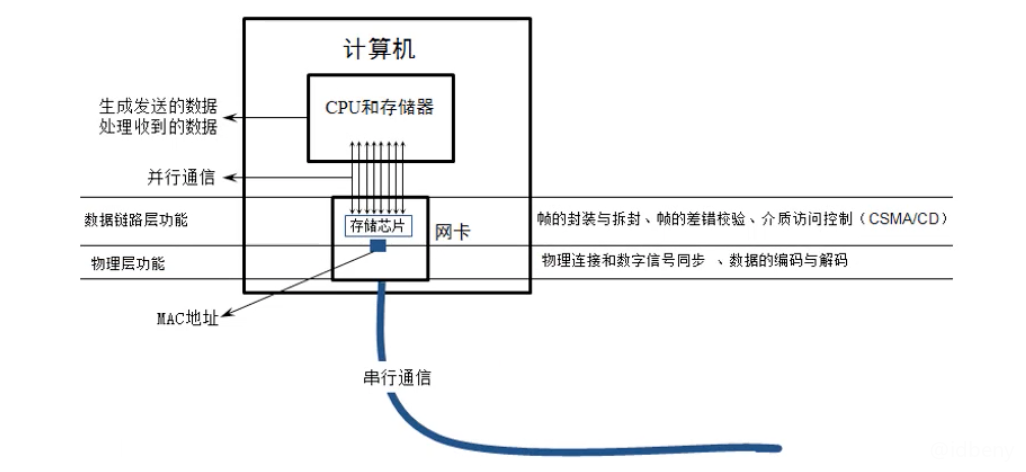 计算机
CPU和存储器
生成发送的数据
处理收到的数据
并行通信
数据链路层功能
存储芯片
网卡
帧的封装与拆封、帧的差错校验、介质访问控制（CSMA/CD）
物理层功能
物理连接和数字信号同步 、数据的编码与解码
MAC地址
串行通信